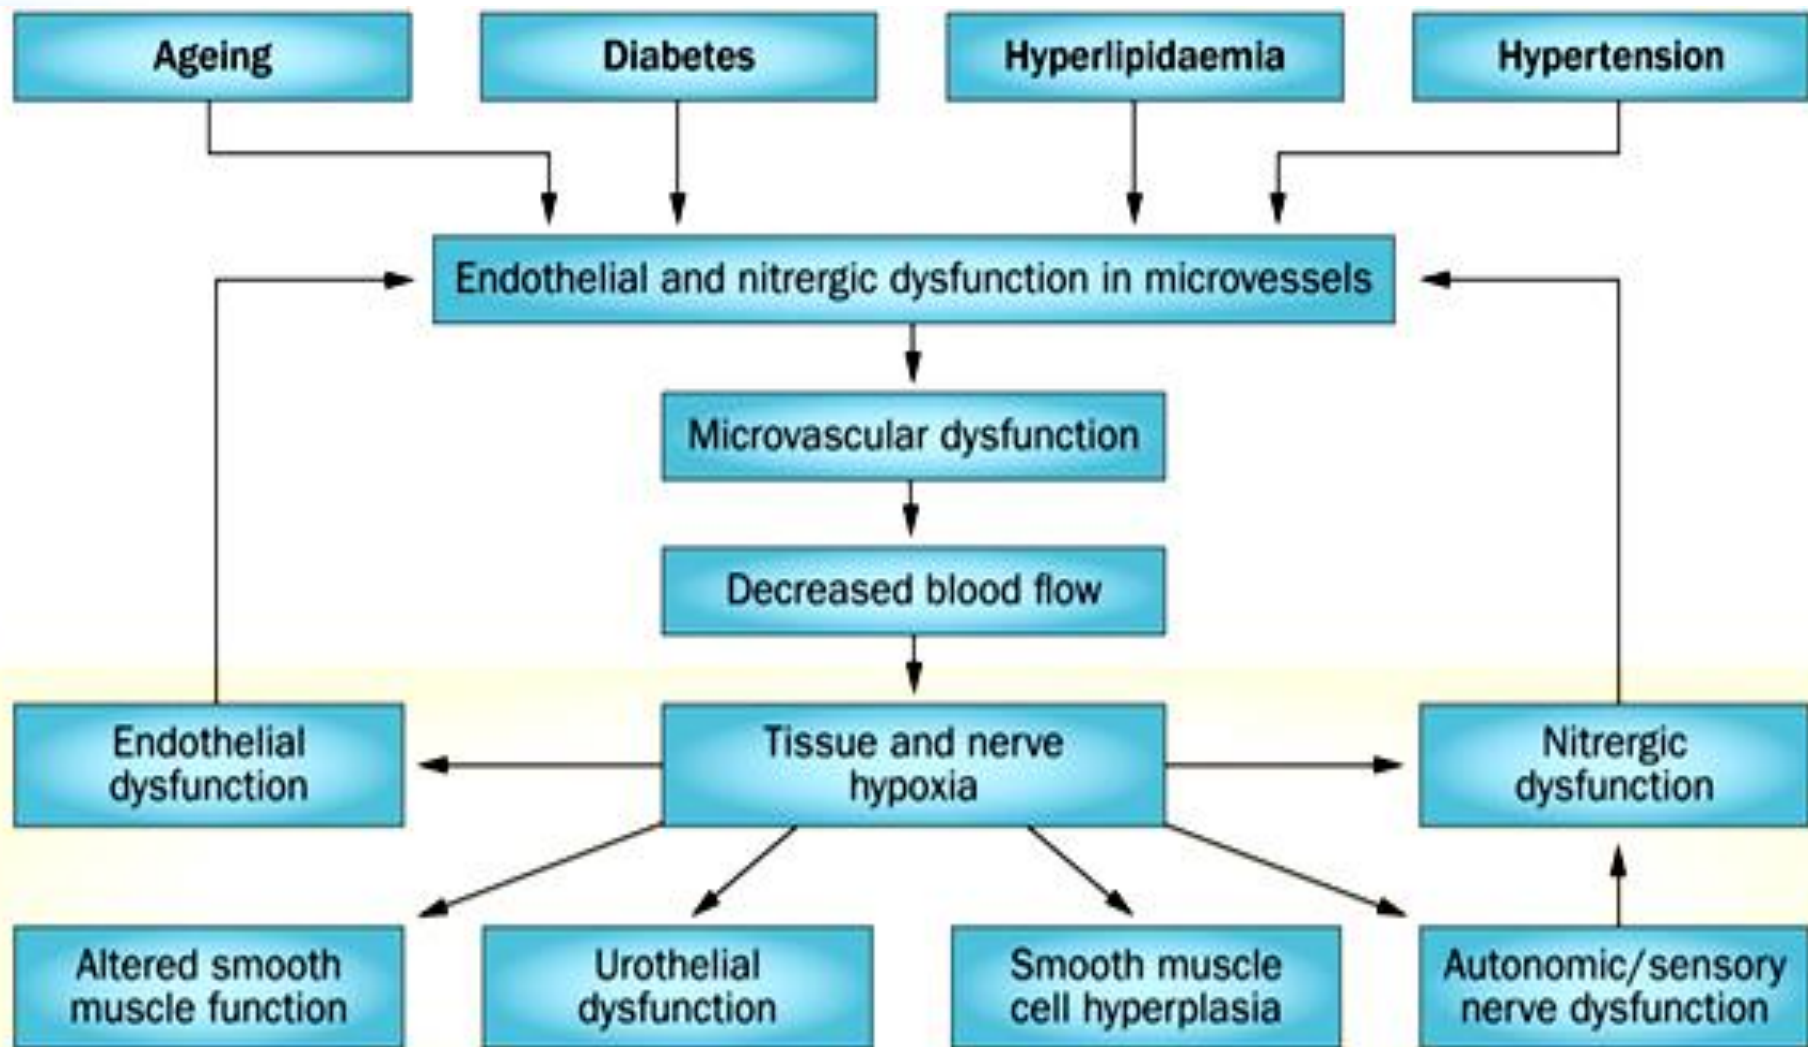 Ageing
Diabetes
Hyperlipidaemia
Hypertension
Endothelial and nitrergic dysfunction in microvessels
Microvascular dysfunction
Decreased blood flow
Endothelial
dysfunction
Tissue and nerve
hypoxia
Nitrergic
dysfunction
Altered smooth
muscle function
Urothelial
dysfunction
Smooth muscle
cell hyperplasia
Autonomic/sensory
nerve dysfunction